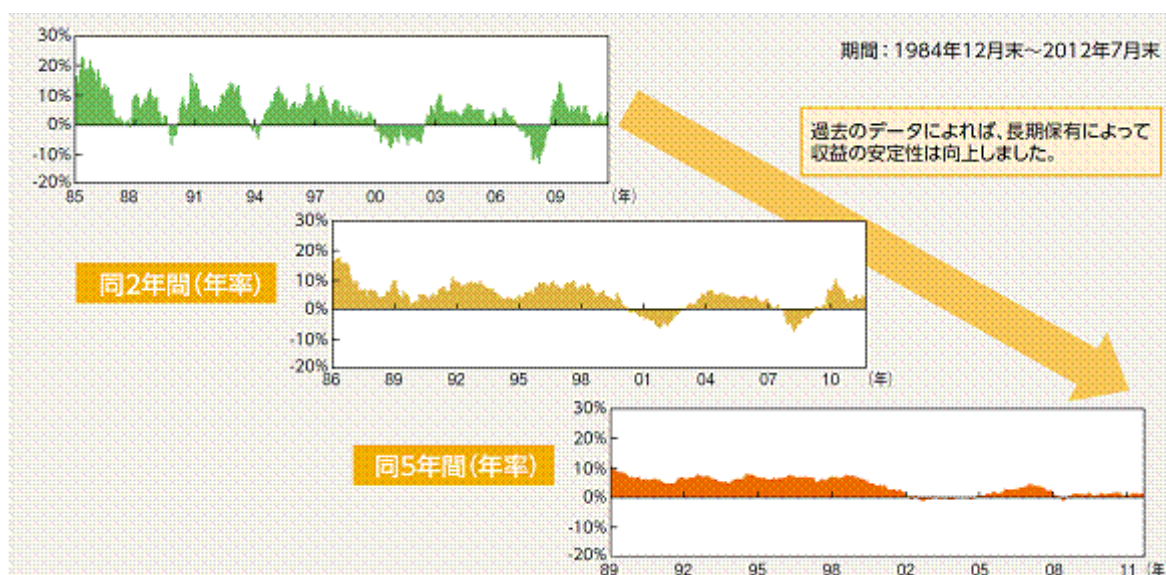 30%
20%
10%
0%
-10%
-20%
85 88 91 94 97 00 03 06 09 (年)
期間：1984年12月末～2012年7月末
過去のデータによれば、長期保有によって
収益の安定性は向上しました。
同2年間(年率)
30%
20%
10%
0%
-10%
-20%
86 89 92 95 98 01 04 07 10 (年)
同5年間(年率)
30%
20%
10%
0%
-10%
-20%
89 92 95 98 02 05 08 11 (年